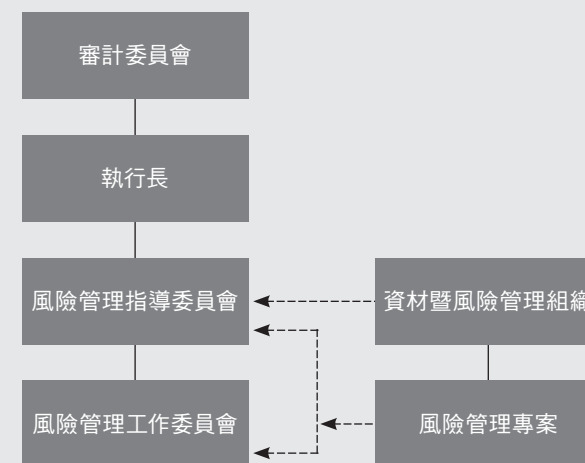 審計委員會
執行長
風險管理指導委員會
資材暨風險管理組織
風險管理工作委員會
風險管理專案